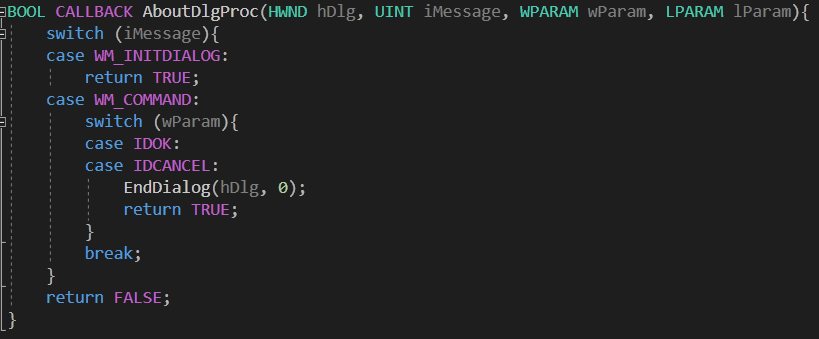 BOOL CALLBACK AboutDlgProc(HWND hDlg, UINT iMessage, WPARAM wParam, LPARAM lParam){
    switch (iMessage){
    case WM_INITDIALOG:
        return TRUE;
    case WM_COMMAND:
        switch (wParam){
        case IDOK:
        case IDCANCEL:
            EndDialog(hDlg, 0);
            return TRUE;
        }
        break;
    }
    return FALSE;
}